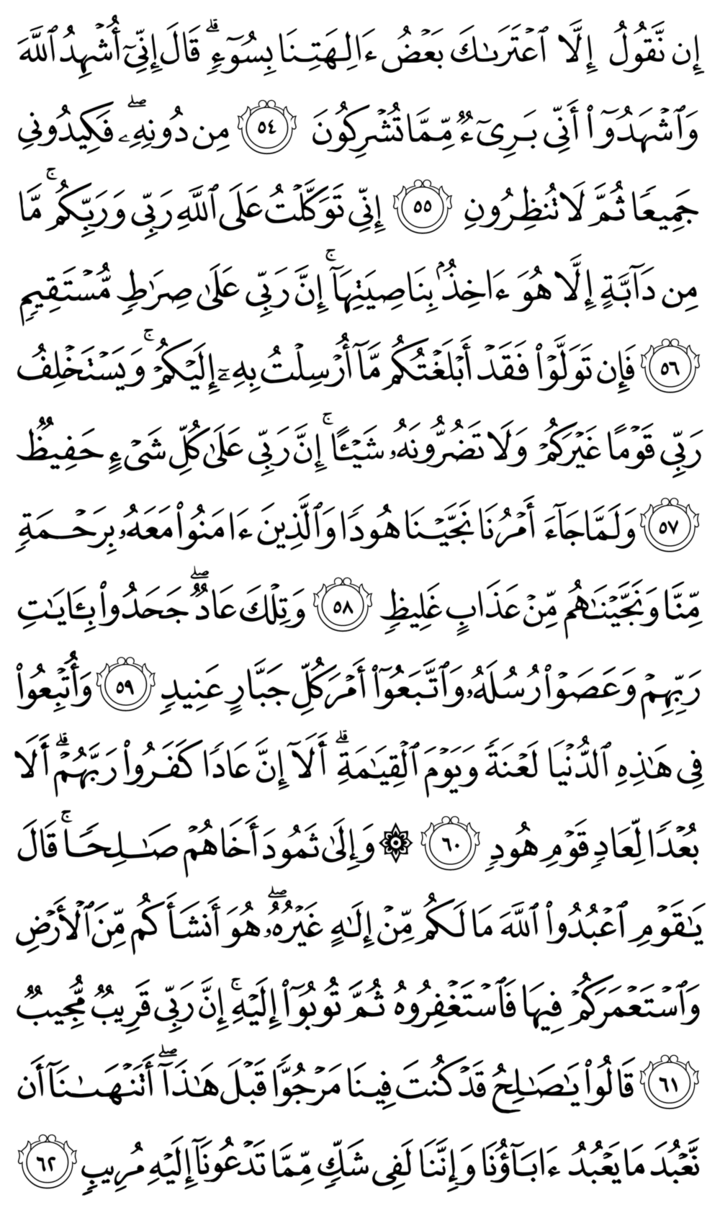 إِن نَّقُولُ إِلَّا ٱعۡتَرَىٰكَ بَعۡضُ ءَالِهَتِنَا بِسُوٓءٖۗ قَالَ إِنِّيٓ أُشۡهِدُ ٱللَّهَ
وَٱشۡهَدُوٓاْ أَنِّي بَرِيٓءٞ مِّمَّا تُشۡرِكُونَ ٥٤ مِن دُونِهِۦۖ فَكِيدُونِي
جَمِيعٗا ثُمَّ لَا تُنظِرُونِ ٥٥ إِنِّي تَوَكَّلۡتُ عَلَى ٱللَّهِ رَبِّي وَرَبِّكُمۚ مَّا
مِن دَآبَّةٍ إِلَّا هُوَ ءَاخِذُۢ بِنَاصِيَتِهَآۚ إِنَّ رَبِّي عَلَىٰ صِرَٰطٖ مُّسۡتَقِيمٖ
٥٦ فَإِن تَوَلَّوۡاْ فَقَدۡ أَبۡلَغۡتُكُم مَّآ أُرۡسِلۡتُ بِهِۦٓ إِلَيۡكُمۡۚ وَيَسۡتَخۡلِفُ
رَبِّي قَوۡمًا غَيۡرَكُمۡ وَلَا تَضُرُّونَهُۥ شَيۡـًٔاۚ إِنَّ رَبِّي عَلَىٰ كُلِّ شَيۡءٍ حَفِيظٞ
٥٧ وَلَمَّا جَآءَ أَمۡرُنَا نَجَّيۡنَا هُودٗا وَٱلَّذِينَ ءَامَنُواْ مَعَهُۥ بِرَحۡمَةٖ
مِّنَّا وَنَجَّيۡنَٰهُم مِّنۡ عَذَابٍ غَلِيظٖ ٥٨ وَتِلۡكَ عَادٞۖ جَحَدُواْ بِـَٔايَٰتِ
رَبِّهِمۡ وَعَصَوۡاْ رُسُلَهُۥ وَٱتَّبَعُوٓاْ أَمۡرَ كُلِّ جَبَّارٍ عَنِيدٖ ٥٩ وَأُتۡبِعُواْ
فِي هَٰذِهِ ٱلدُّنۡيَا لَعۡنَةٗ وَيَوۡمَ ٱلۡقِيَٰمَةِۗ أَلَآ إِنَّ عَادٗا كَفَرُواْ رَبَّهُمۡۗ أَلَا
بُعۡدٗا لِّعَادٖ قَوۡمِ هُودٖ ٦٠ ۞ وَإِلَىٰ ثَمُودَ أَخَاهُمۡ صَٰلِحٗاۚ قَالَ
يَٰقَوۡمِ ٱعۡبُدُواْ ٱللَّهَ مَا لَكُم مِّنۡ إِلَٰهٍ غَيۡرُهُۥۖ هُوَ أَنشَأَكُم مِّنَ ٱلۡأَرۡضِ
وَٱسۡتَعۡمَرَكُمۡ فِيهَا فَٱسۡتَغۡفِرُوهُ ثُمَّ تُوبُوٓاْ إِلَيۡهِۚ إِنَّ رَبِّي قَرِيبٞ مُّجِيبٞ
٦١ قَالُواْ يَٰصَٰلِحُ قَدۡ كُنتَ فِينَا مَرۡجُوّٗا قَبۡلَ هَٰذَآۖ أَتَنۡهَىٰنَآ أَن
نَّعۡبُدَ مَا يَعۡبُدُ ءَابَآؤُنَا وَإِنَّنَا لَفِي شَكّٖ مِّمَّا تَدۡعُونَآ إِلَيۡهِ مُرِيبٖ ٦٢